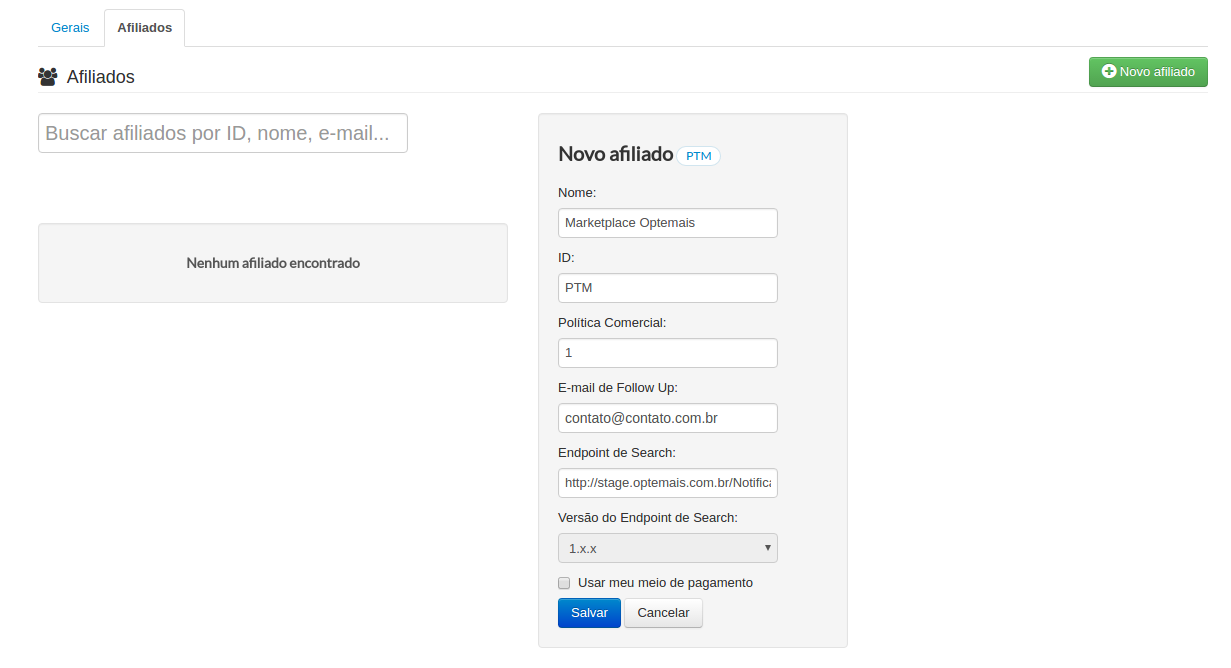 Gerais
Afiliados
Afiliados
Novo afiliado
Buscar afiliados por ID, nome, e-mail...
Nenhum afiliado encontrado
Novo afiliado PTM
Nome:
Marketplace Optemais
ID:
PTM
Política Comercial:
1
E-mail de Follow Up:
contato@contato.com.br
Endpoint de Search:
http://stage.optemais.com.br/Notifica
Versão do Endpoint de Search:
1.x.x
Usar meu meio de pagamento
Salvar
Cancelar